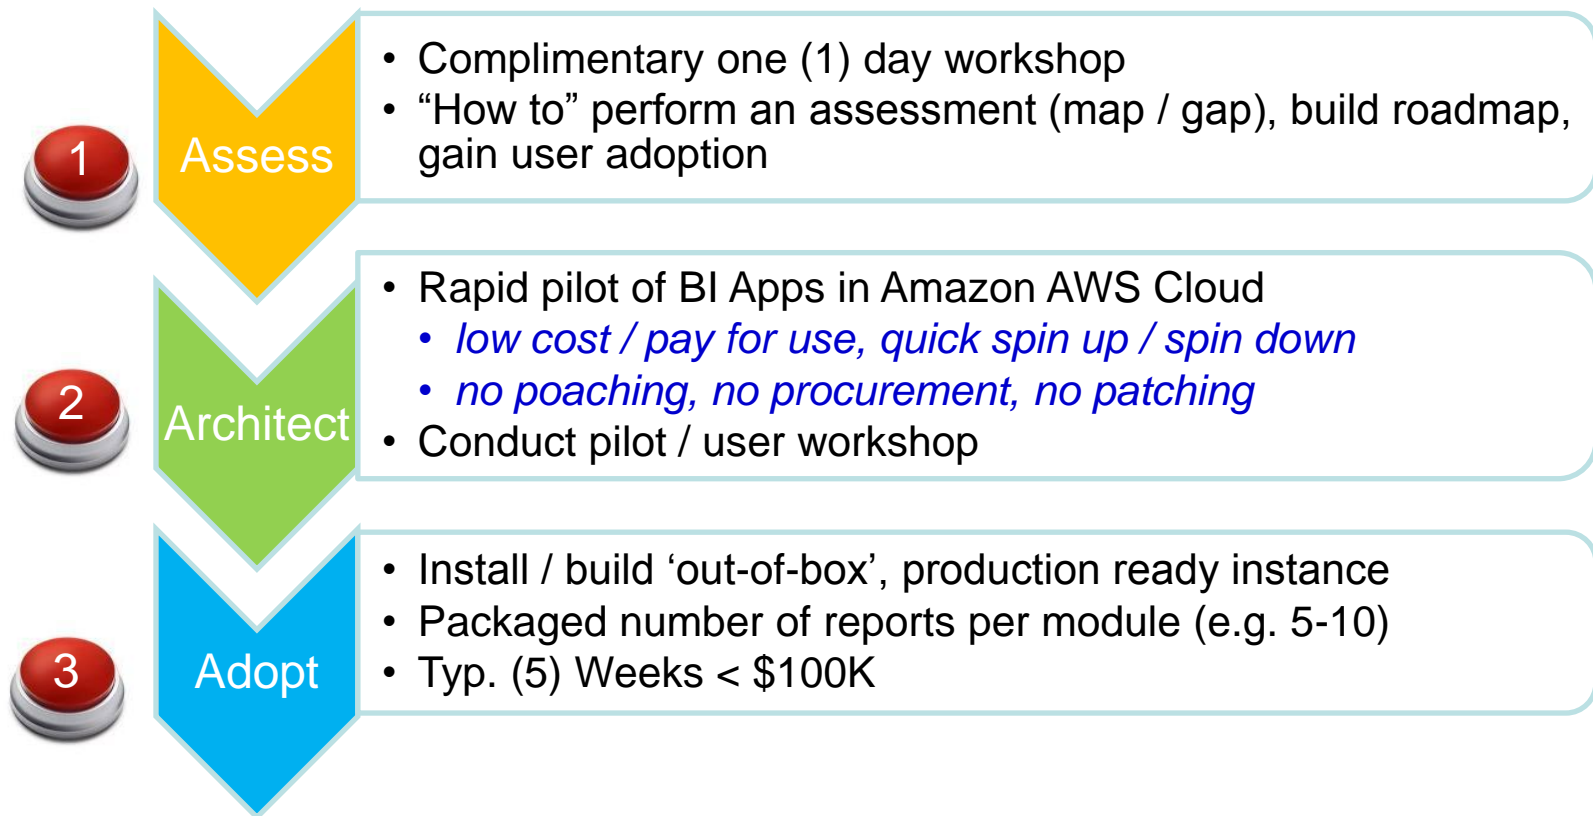 1
Assess
• Complimentary one (1) day workshop
• “How to” perform an assessment (map / gap), build roadmap,
gain user adoption
2
Architect
• Rapid pilot of BI Apps in Amazon AWS Cloud
• low cost / pay for use, quick spin up / spin down
• no poaching, no procurement, no patching
• Conduct pilot / user workshop
3
Adopt
• Install / build ‘out-of-box’, production ready instance
• Packaged number of reports per module (e.g. 5-10)
• Typ. (5) Weeks < $100K